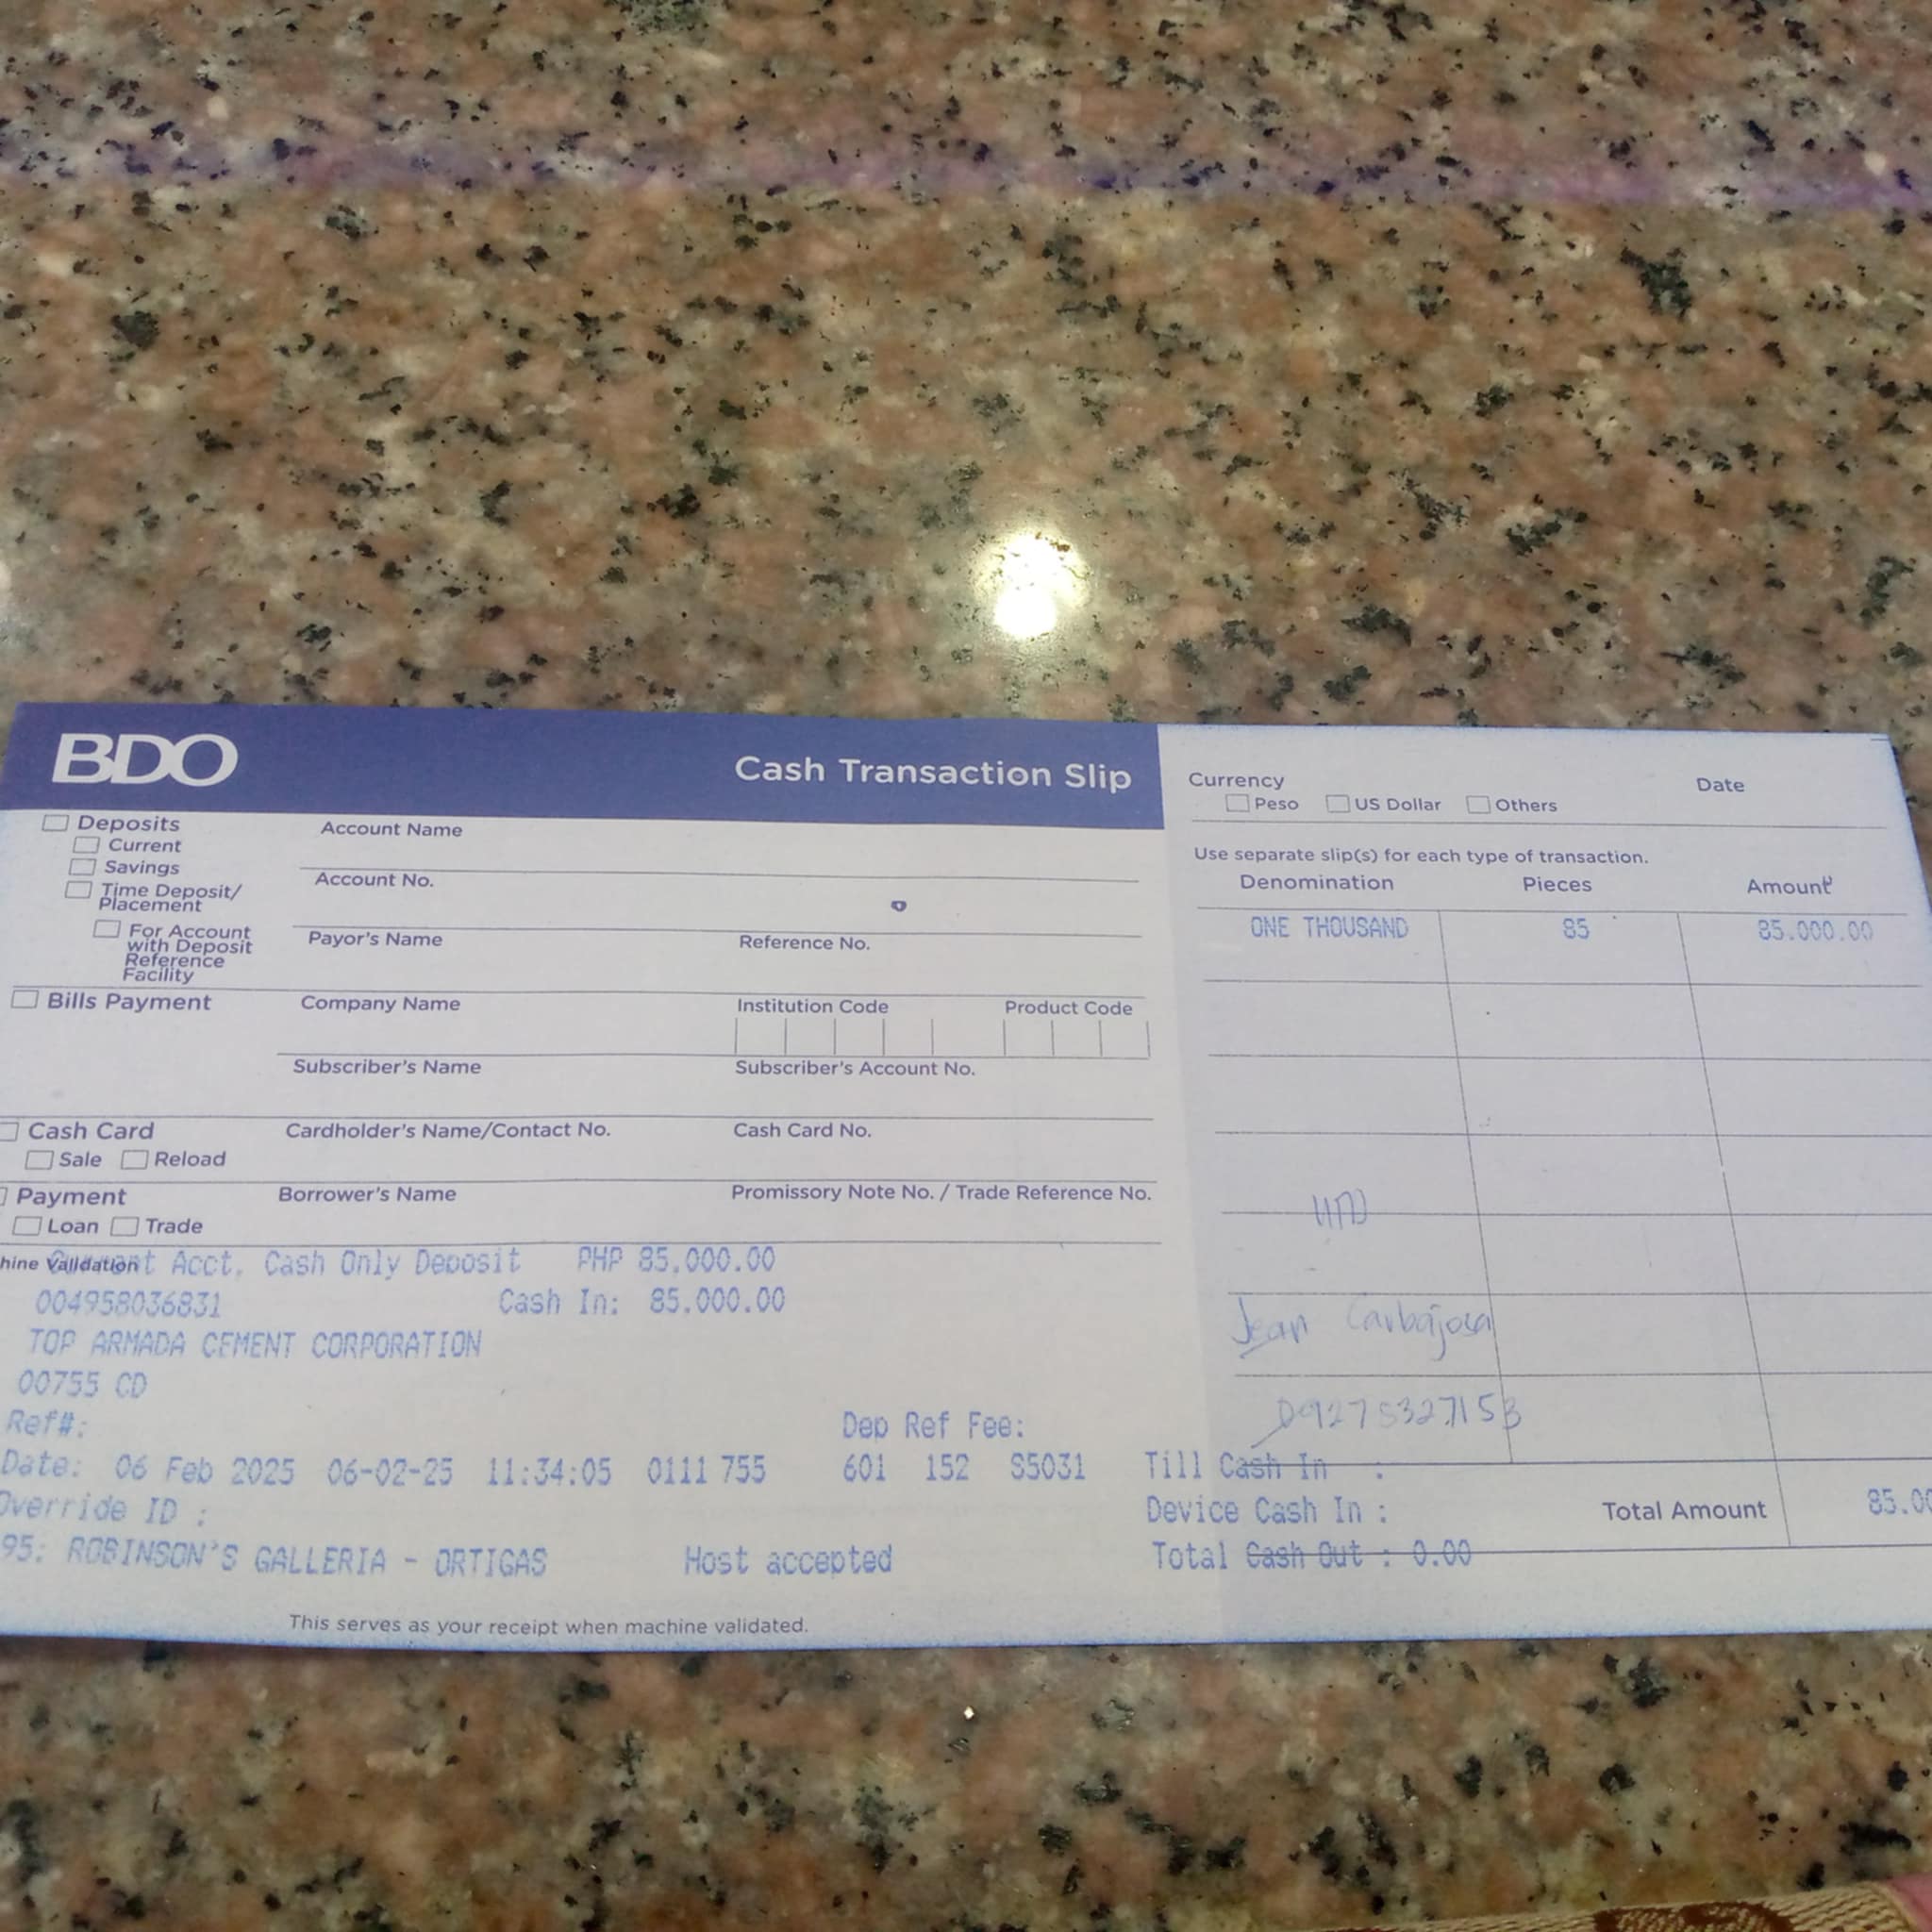 BDO
Cash Transaction Slip
Currency
Date
Peso US Dollar Others
Deposits
Current
Savings
Time Deposit/
Placement
For Account
with Deposit
Reference
Facility
Account Name
Account No.
Payor's Name Reference No.
Bills Payment
Company Name Institution Code Product Code
Subscriber's Name Subscriber's Account No.
Cash Card
Sale Reload
Cardholder's Name/Contact No. Cash Card No.
Payment
Loan Trade
Borrower's Name Promissory Note No. / Trade Reference No.
Use separate slip(s) for each type of transaction.
Denomination Pieces Amount
ONE THOUSAND 85 85.000.00
Jean Carbajosa
09275327153
hine Validation
Current Acct. Cash Only Deposit PHP 85.000.00
004958036831 Cash In: 85.000.00
TOP ARMADA CEMENT CORPORATION
00755 CD
Ref#: Dep Ref Fee:
Date: 06 Feb 2025 06-02-25 11:34:05 0111 755 601 152 S5031 Till Cash In :
Override ID : Device Cash In : Total Amount 85.00
95: ROBINSON'S GALLERIA - ORTIGAS Host accepted Total Cash Out : 0.00
This serves as your receipt when machine validated.